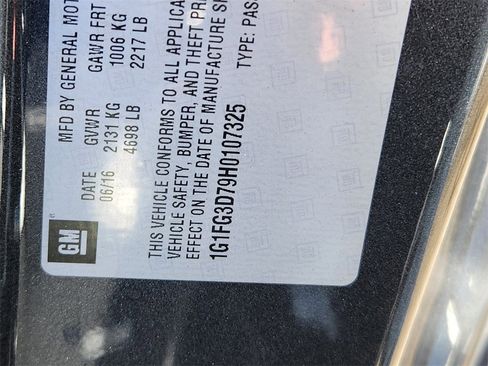 MFD BY GENERAL MOT
DATE GVWR GAWR FRT
06/16 2131 KG 1006 KG
4698 LB 2217 LB
GM
THIS VEHICLE CONFORMS TO ALL APPLICA
VEHICLE SAFETY, BUMPER, AND THEFT PR
EFFECT ON THE DATE OF MANUFACTURE S
1G1FG3D79H0107325 TYPE: PAS